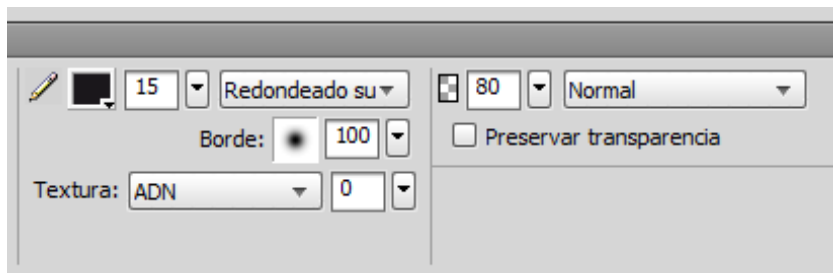 15 Redondeado su 80 Normal
Borde: 100 Preservar transparencia
Textura: ADN 0